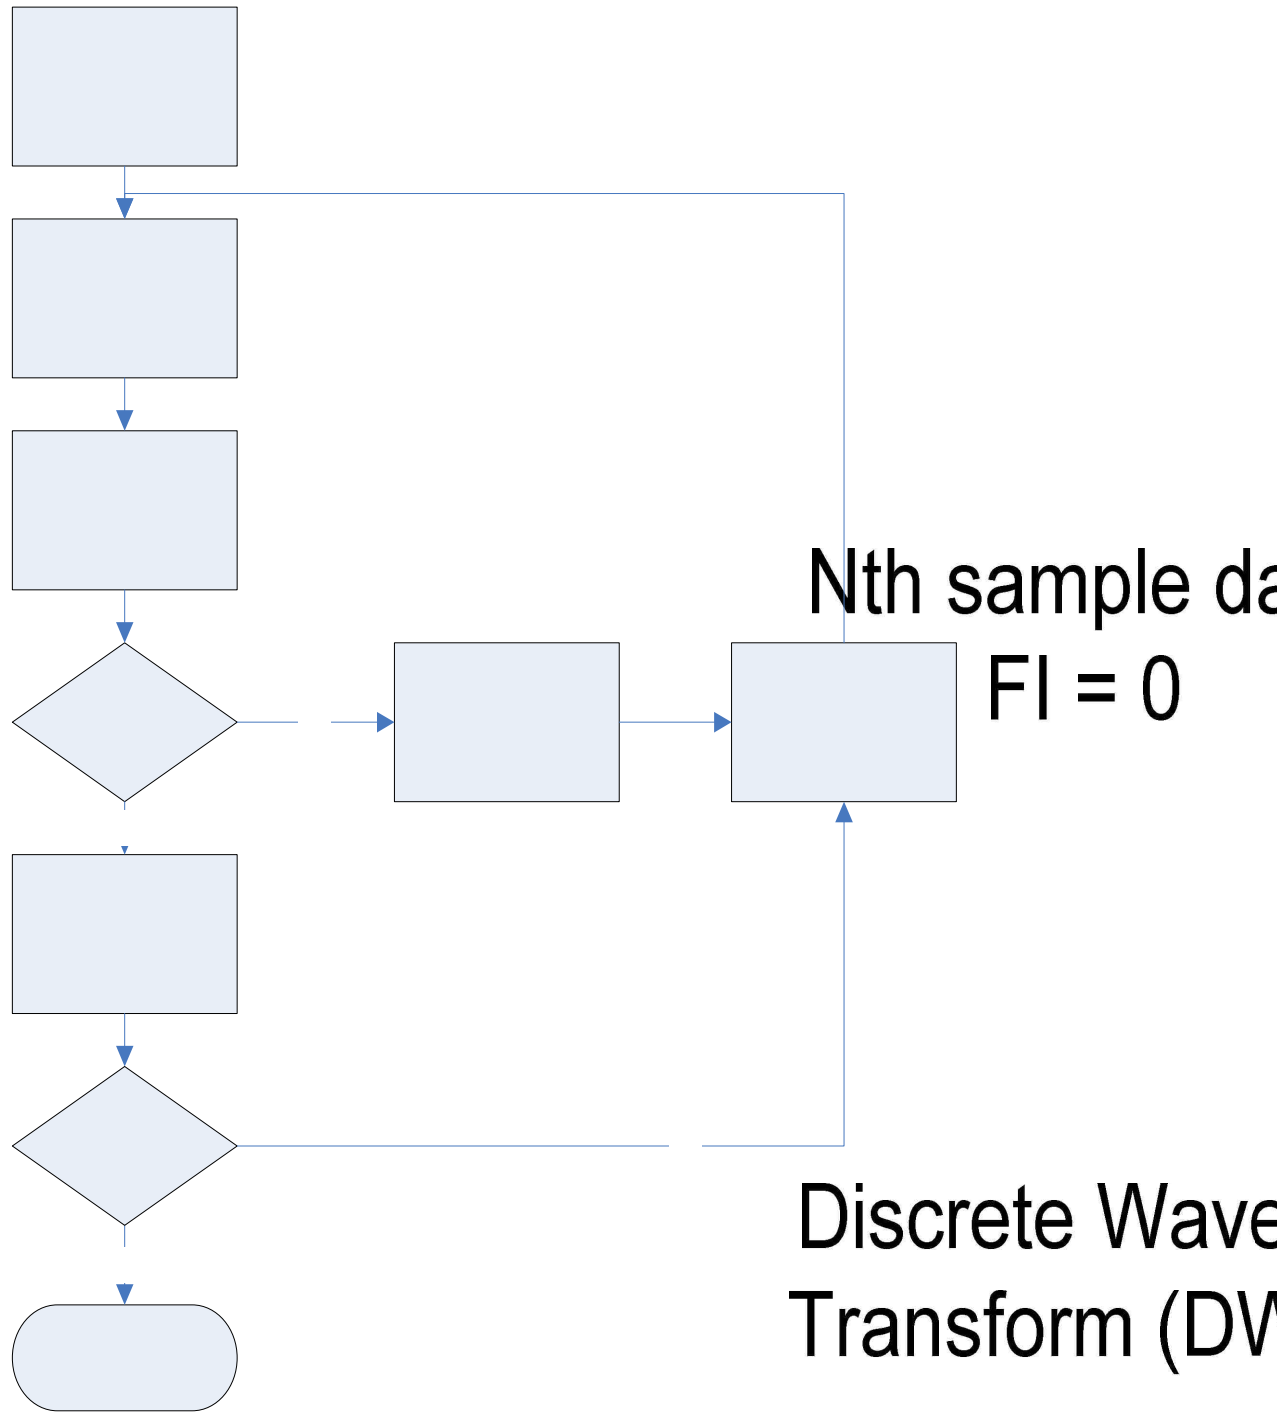 Nth sample da
FI = 0
Discrete Wave
Transform (DW